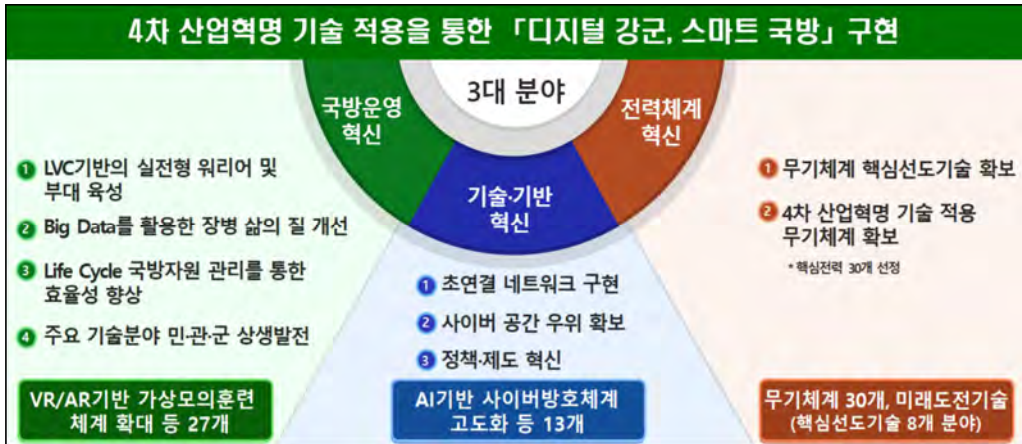 4차 산업혁명 기술 적용을 통한 「디지털 강군, 스마트 국방」 구현
3대 분야
국방운영
혁신
기술·기반
혁신
전력체계
혁신
1 LVC기반의 실전형 워리어 및
부대 육성
2 Big Data를 활용한 장병 삶의 질 개선
3 Life Cycle 국방자원 관리를 통한
효율성 향상
4 주요 기술분야 민·관·군 상생발전
VR/AR기반 가상모의훈련
체계 확대 등 27개
1 초연결 네트워크 구현
2 사이버 공간 우위 확보
3 정책·제도 혁신
AI기반 사이버방호체계
고도화 등 13개
1 무기체계 핵심선도기술 확보
2 4차 산업혁명 기술 적용
무기체계 확보
* 핵심전력 30개 선정
무기체계 30개, 미래도전기술
(핵심선도기술 8개 분야)